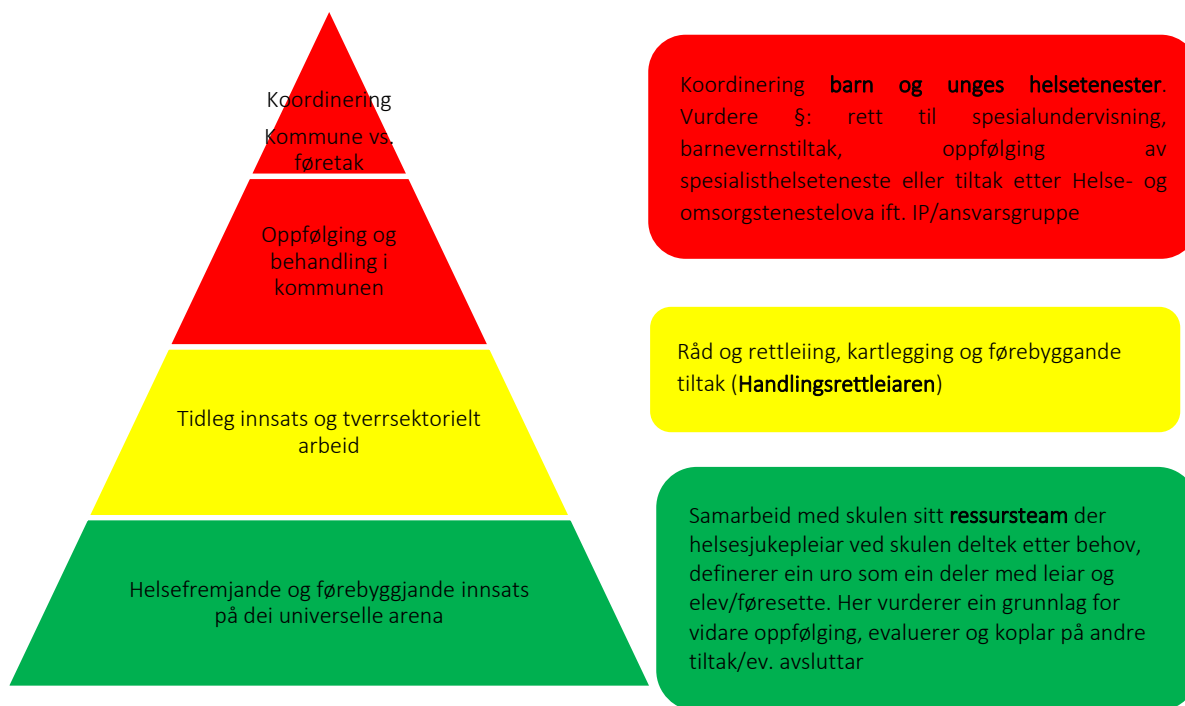 Koordinering
Kommune vs.
føretak
Oppfølging og
behandling i
kommunen
Tidleg innsats og tverrsektorielt
arbeid
Helsefremjande og førebyggjande innsats
på dei universelle arena
Koordinering barn og unges helsetenester.
Vurdere §: rett til spesialundervisning,
barnevernstiltak, oppfølging av
spesialisthelseteneste eller tiltak etter Helse- og
omsorgstenestelova ift. IP/ansvarsgruppe
Råd og rettleiing, kartlegging og førebyggande
tiltak (Handlingsrettleiaren)
Samarbeid med skulen sitt ressursteam der
helsesjukepleiar ved skulen deltek etter behov,
definerer ein uro som ein deler med leiar og
elev/føresette. Her vurderer ein grunnlag for
vidare oppfølging, evaluerer og koplar på andre
tiltak/ev. avsluttar